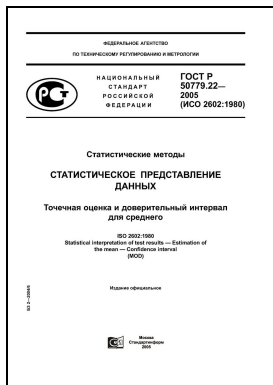 ФЕДЕРАЛЬНОЕ АГЕНТСТВО
ПО ТЕХНИЧЕСКОМУ РЕГУЛИРОВАНИЮ И МЕТРОЛОГИИ
НАЦИОНАЛЬНЫЙ
СТАНДАРТ
РОССИЙСКОЙ
ФЕДЕРАЦИИ
ГОСТ Р
50779.22—
2005
(ИСО 2602:1980)
Статистические методы
СТАТИСТИЧЕСКОЕ ПРЕДСТАВЛЕНИЕ
ДАННЫХ
Точечная оценка и доверительный интервал
для среднего
ISO 2602:1980
Statistical interpretation of test results — Estimation of
the mean — Confidence interval
(MOD)
Издание официальное
Москва
Стандартинформ
2005